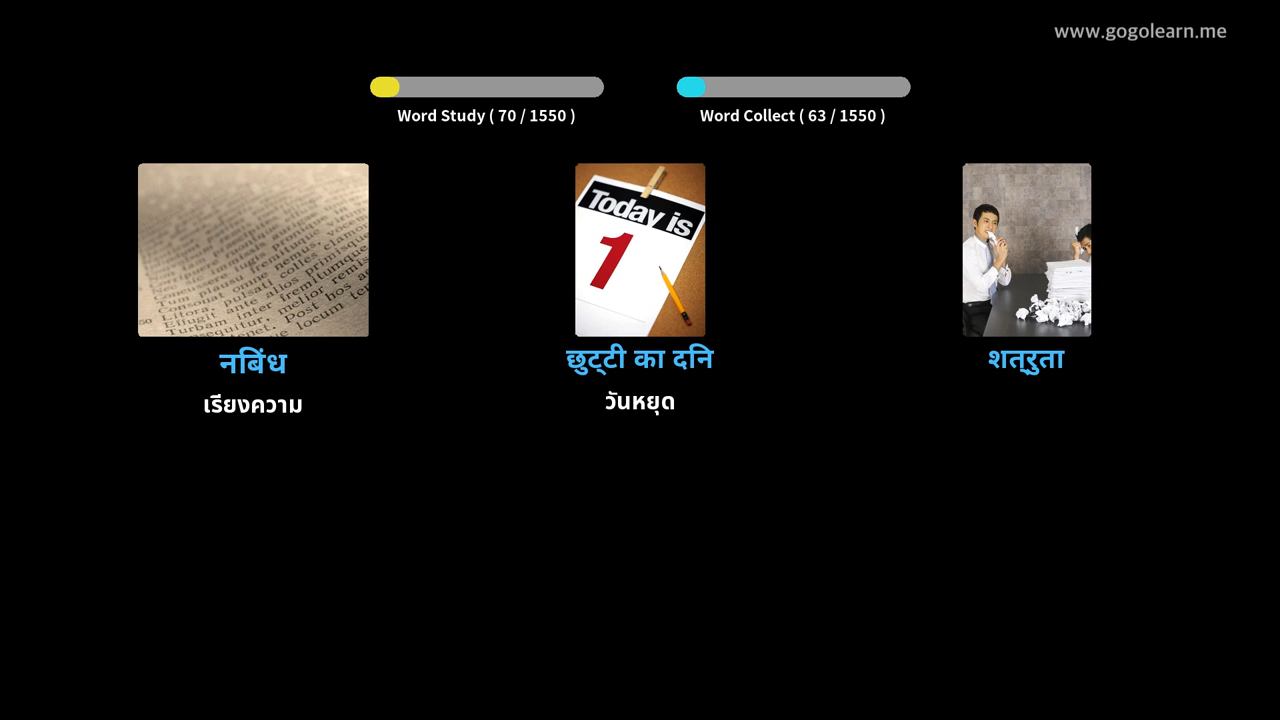 www.gogolearn.me
Word Study ( 70 / 1550 )
Word Collect ( 63 / 1550 )
Today is
1
नबिंध
छुट्‌टी का दनि
शत्‌रुता
เรียงความ
วันหยุด